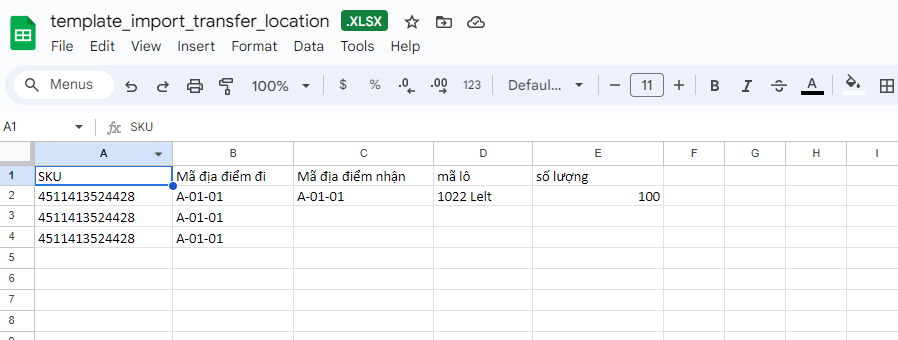 template_import_transfer_location .XLSX
File Edit View Insert Format Data Tools Help
Menus 100% $ % .0 .00 123 Defaul... 11 B I A
A1 fx SKU
A B C D E F G H I
1 SKU Mã địa điểm đi Mã địa điểm nhận mã lô số lượng
2 4511413524428 A-01-01 A-01-01 1022 Lelt 100
3 4511413524428 A-01-01
4 4511413524428 A-01-01
5
6
7
8